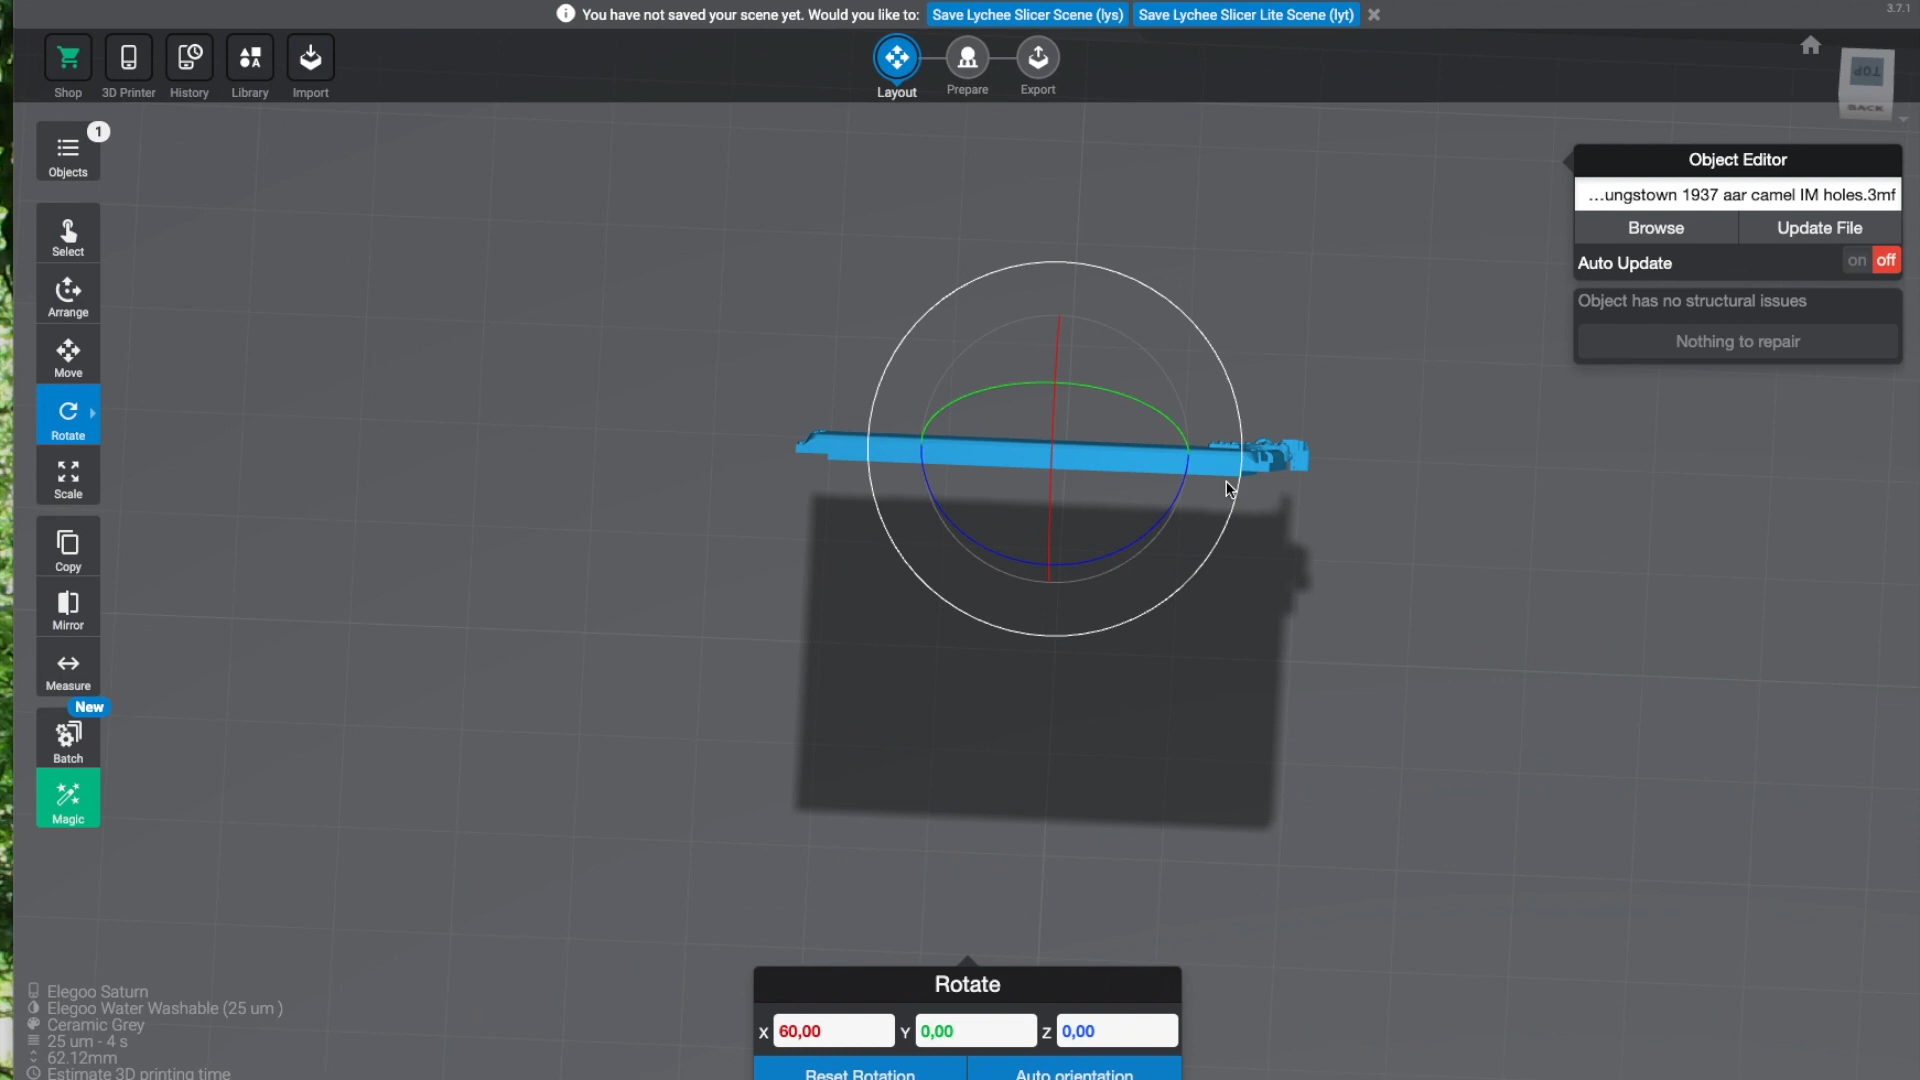 You have not saved your scene yet. Would you like to: Save Lychee Slicer Scene (lys) Save Lychee Slicer Lite Scene (lyt)
3.7.1
Shop 3D Printer History Library Import
Layout Prepare Export
TOP
BACK
1
Objects
Select
Arrange
Move
Rotate
Scale
Copy
Mirror
Measure
New
Batch
Magic
Object Editor
...ungstown 1937 aar camel IM holes.3mf
Browse Update File
Auto Update on off
Object has no structural issues
Nothing to repair
Elegoo Saturn
Elegoo Water Washable (25 um )
Ceramic Grey
25 um - 4 s
62.12mm
Estimate 3D printing time
Rotate
X 60,00 Y 0,00 Z 0,00
Reset Rotation Auto orientation